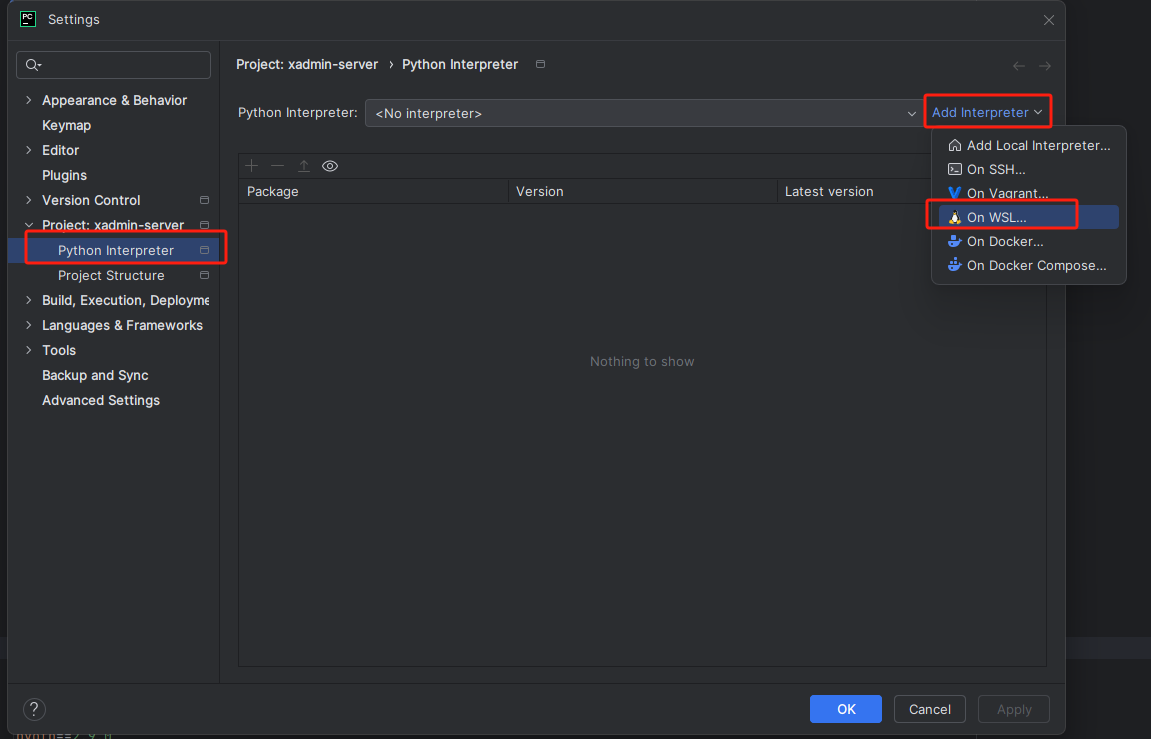 PC
Settings
Project: xadmin-server › Python Interpreter
Appearance & Behavior
Keymap
Editor
Plugins
Version Control
Project: xadmin-server
Python Interpreter
Project Structure
Build, Execution, Deployme
Languages & Frameworks
Tools
Backup and Sync
Advanced Settings
Python Interpreter: <No interpreter> Add Interpreter
Add Local Interpreter...
On SSH...
On Vagrant...
On WSL...
On Docker...
On Docker Compose...
Package Version Latest version
Nothing to show
?
OK Cancel Apply